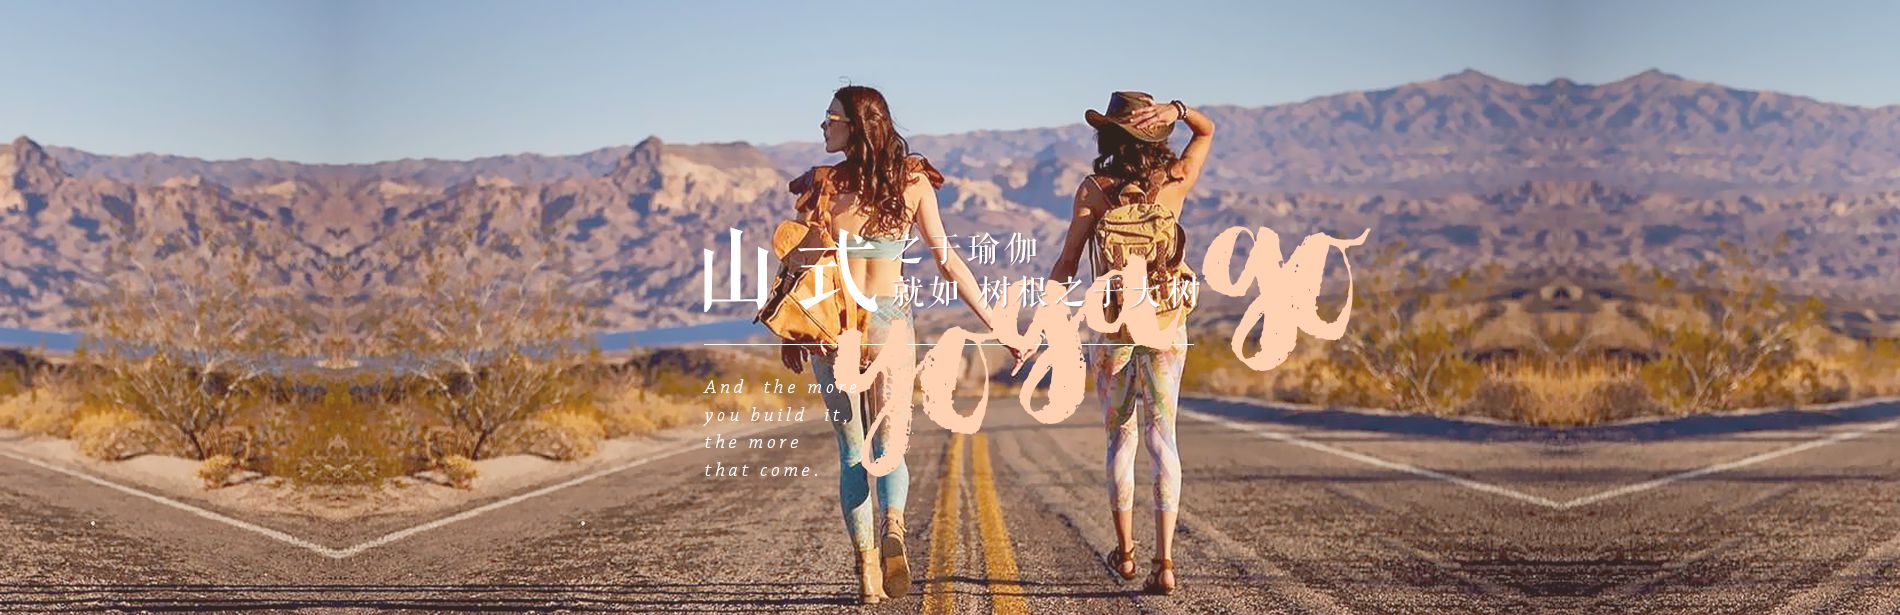 山式 之于瑜伽
就如 树根之于大树
yoga go
And the more
you build it,
the more
that come.